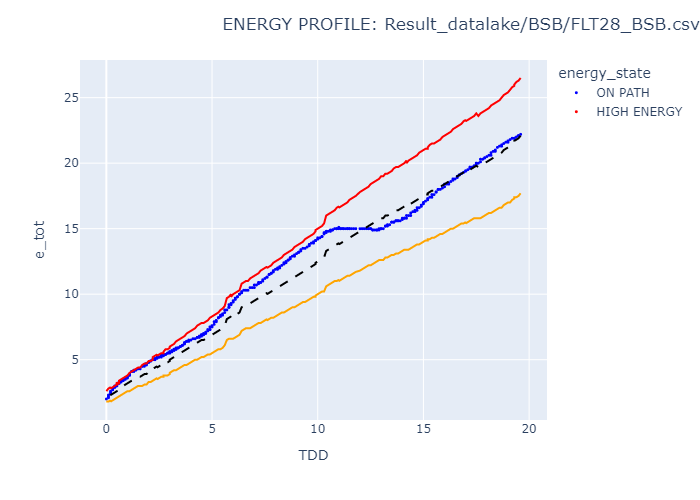 ENERGY PROFILE: Result_datalake/BSB/FLT28_BSB.csv
energy_state
ON PATH
HIGH ENERGY
e_tot
25
20
15
10
5
0
5
10
15
20
TDD